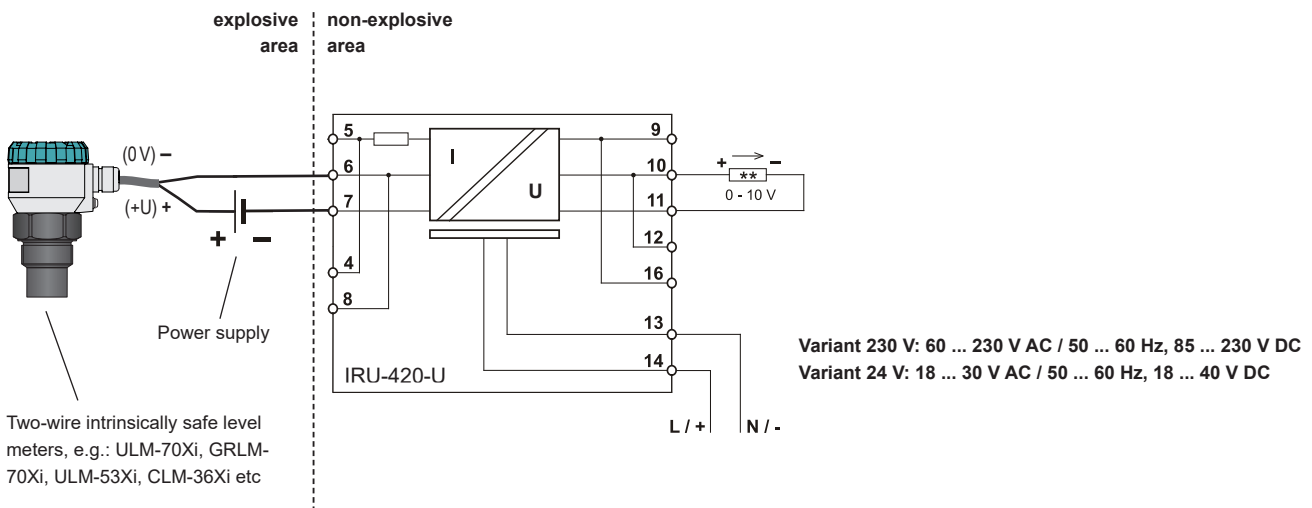 explosive
area
non-explosive
area
(0 V) –
(+U) +
+ –
Power supply
Two-wire intrinsically safe level
meters, e.g.: ULM-70Xi, GRLM-
70Xi, ULM-53Xi, CLM-36Xi etc
5
6
7
4
8
I
U
IRU-420-U
9
10
11
12
16
13
14
+ –
**
0 - 10 V
L / +
N / -
Variant 230 V: 60 ... 230 V AC / 50 ... 60 Hz, 85 ... 230 V DC
Variant 24 V: 18 ... 30 V AC / 50 ... 60 Hz, 18 ... 40 V DC